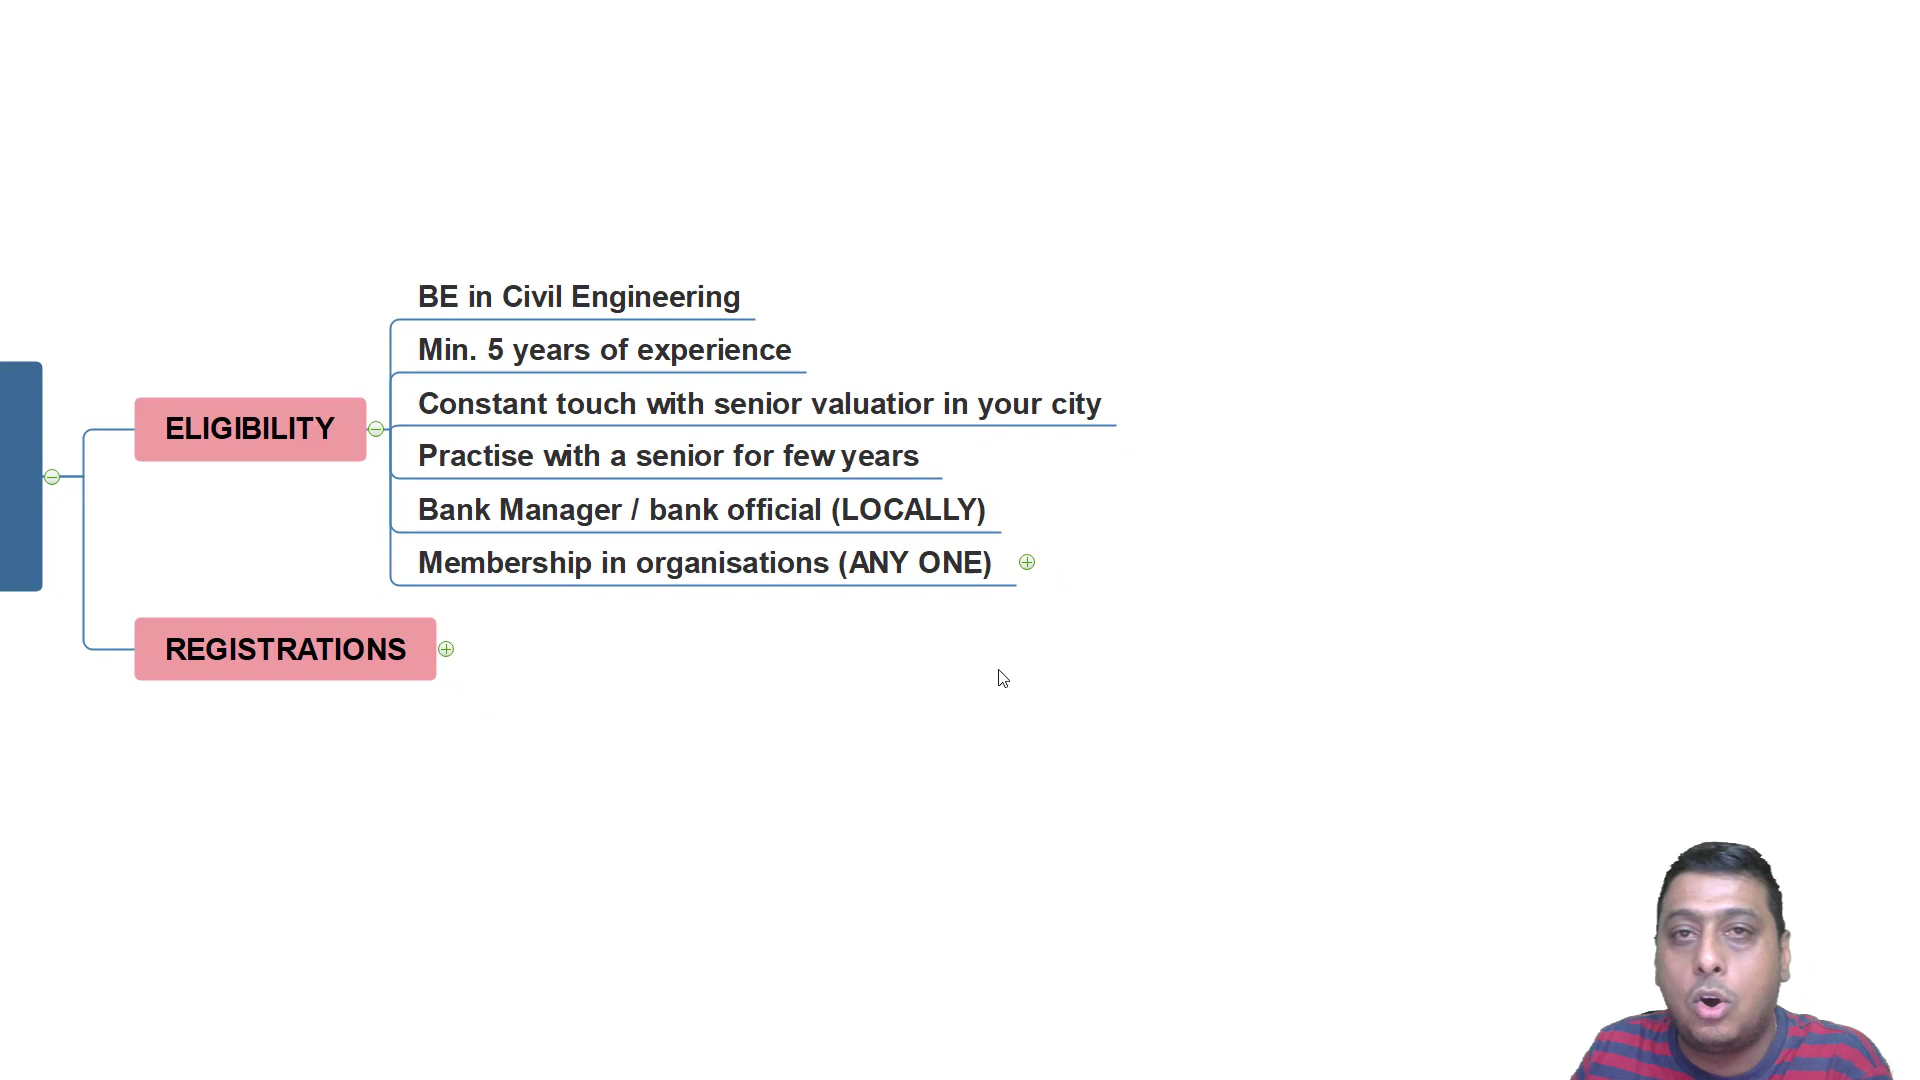 BE in Civil Engineering
Min. 5 years of experience
Constant touch with senior valuatior in your city
ELIGIBILITY
Practise with a senior for few years
Bank Manager / bank official (LOCALLY)
Membership in organisations (ANY ONE)
REGISTRATIONS